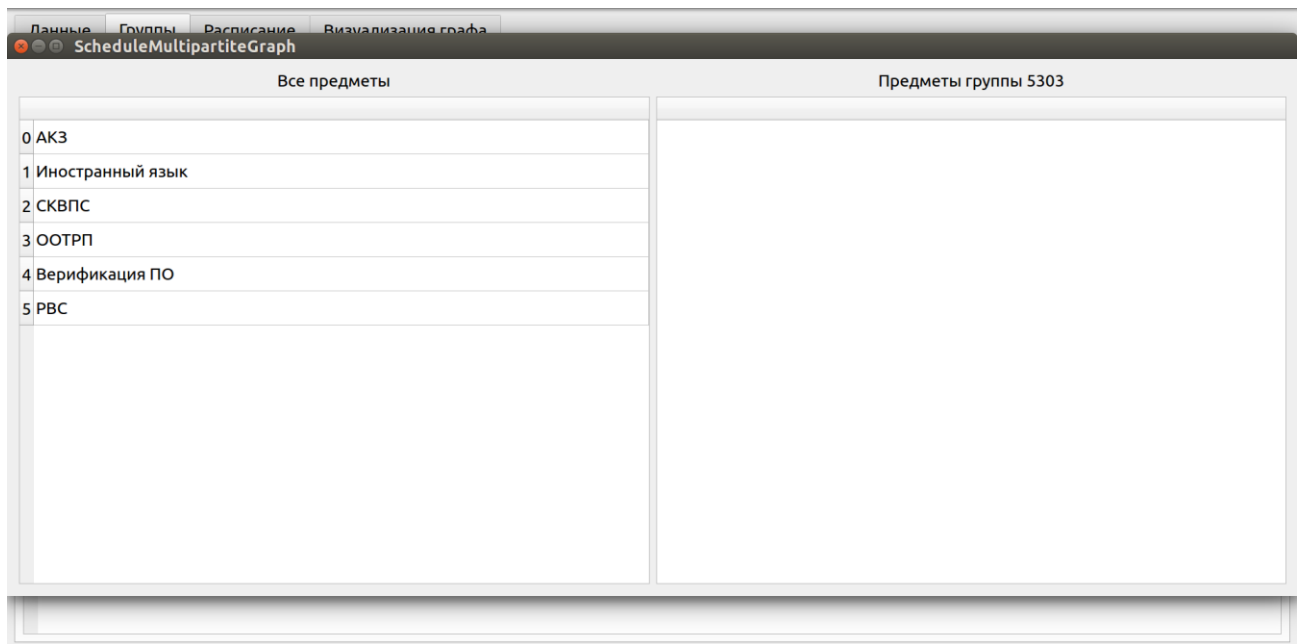 Данные Группы Расписание Визуализация графа
ScheduleMultipartiteGraph
Все предметы Предметы группы 5303
0 АКЗ
1 Иностранный язык
2 СКВПС
3 ООТРП
4 Верификация ПО
5 РВС